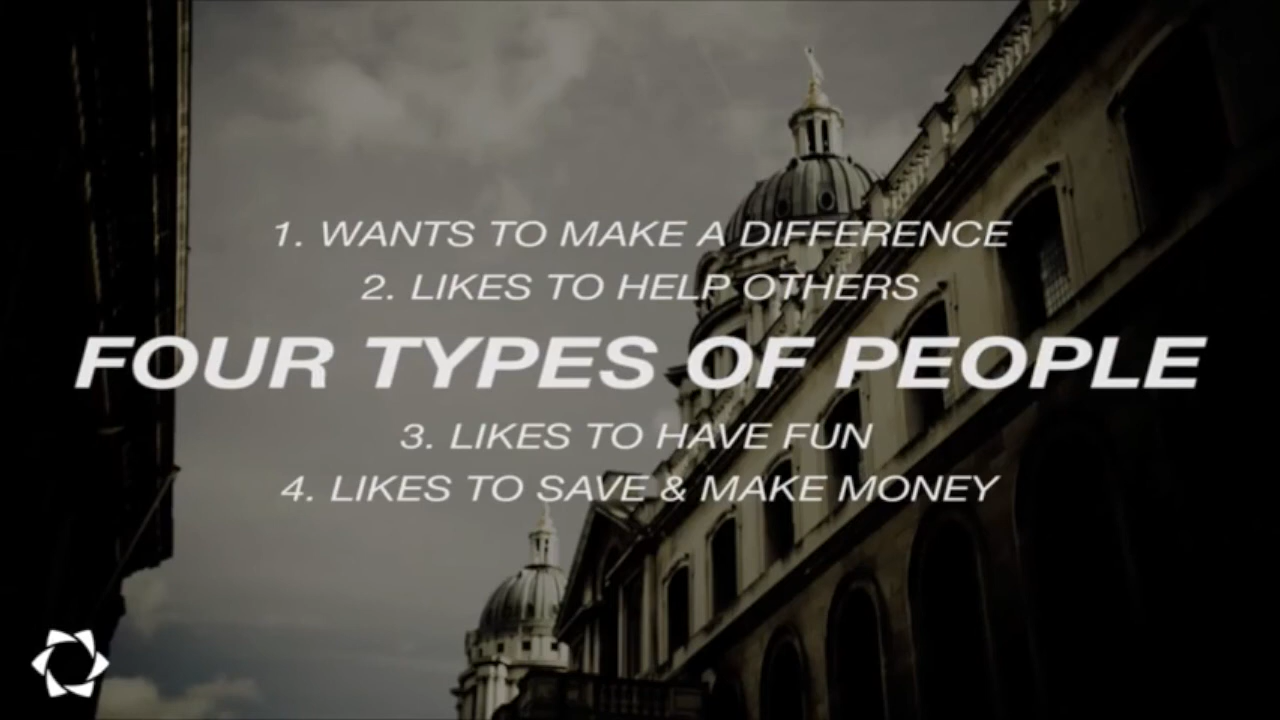 1. WANTS TO MAKE A DIFFERENCE
2. LIKES TO HELP OTHERS
FOUR TYPES OF PEOPLE
3. LIKES TO HAVE FUN
4. LIKES TO SAVE & MAKE MONEY